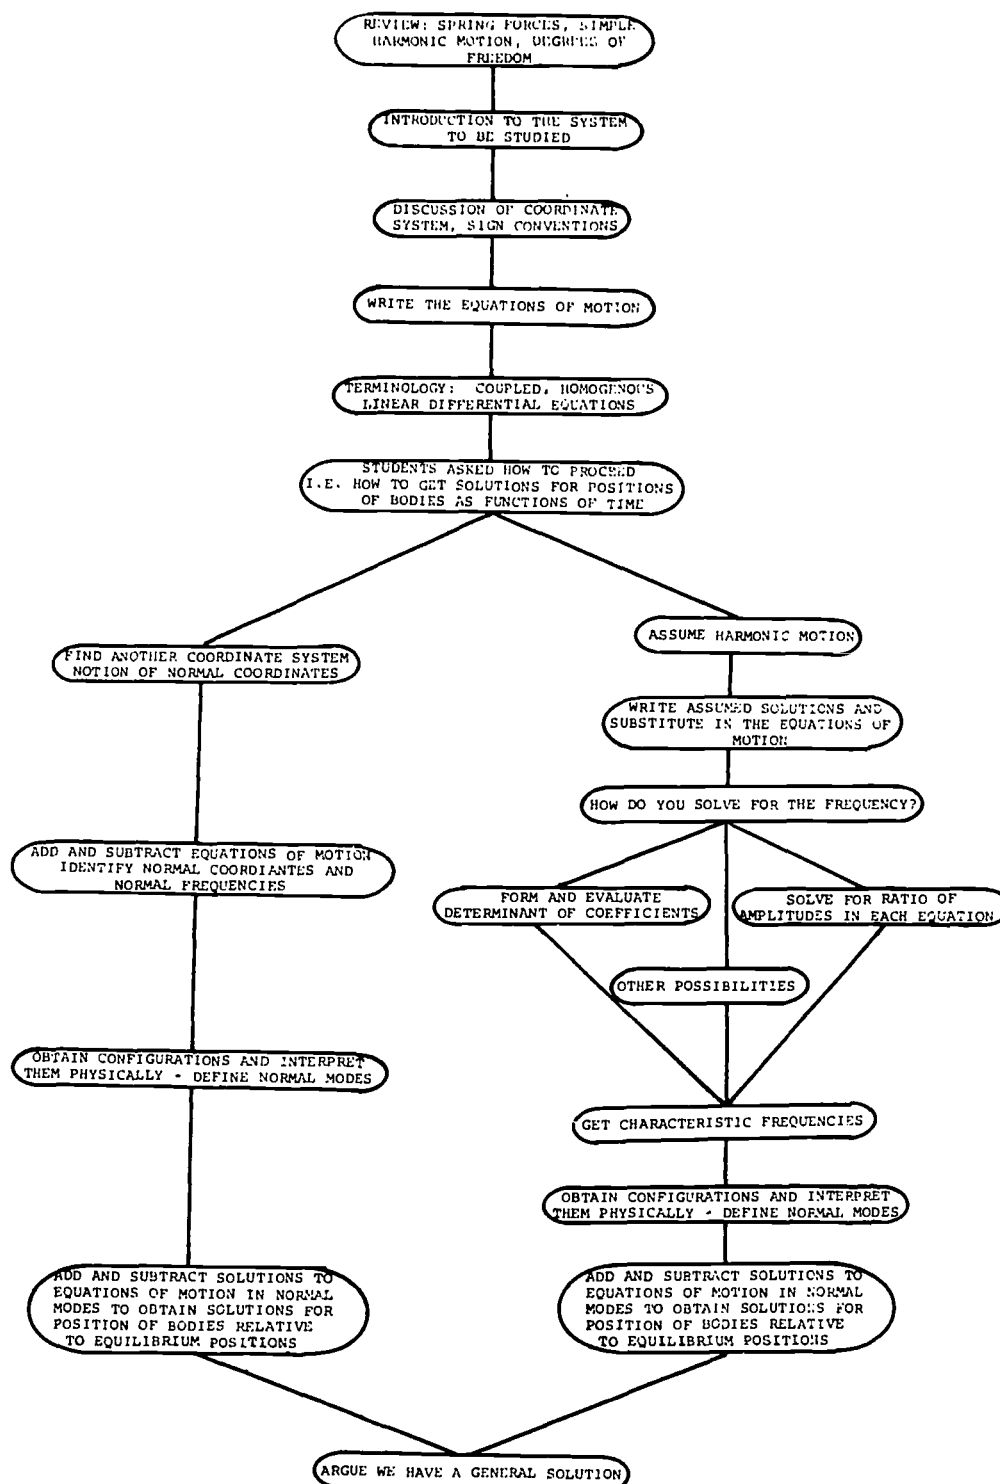 REVIEW: SPRING FORCES, SIMPLE
HARMONIC MOTION, DEGREES OF
FREEDOM
INTRODUCTION TO THE SYSTEM
TO BE STUDIED
DISCUSSION OF COORDINATE
SYSTEM, SIGN CONVENTIONS
WRITE THE EQUATIONS OF MOTION
TERMINOLOGY: COUPLED, HOMOGENOUS
LINEAR DIFFERENTIAL EQUATIONS
STUDENTS ASKED HOW TO PROCEED
I.E. HOW TO GET SOLUTIONS FOR POSITIONS
OF BODIES AS FUNCTIONS OF TIME
FIND ANOTHER COORDINATE SYSTEM
NOTION OF NORMAL COORDINATES
ADD AND SUBTRACT EQUATIONS OF MOTION
IDENTIFY NORMAL COORDIANTES AND
NORMAL FREQUENCIES
OBTAIN CONFIGURATIONS AND INTERPRET
THEM PHYSICALLY - DEFINE NORMAL MODES
ADD AND SUBTRACT SOLUTIONS TO
EQUATIONS OF MOTION IN NORMAL
MODES TO OBTAIN SOLUTIONS FOR
POSITION OF BODIES RELATIVE
TO EQUILIBRIUM POSITIONS
ASSUME HARMONIC MOTION
WRITE ASSUMED SOLUTIONS AND
SUBSTITUTE IN THE EQUATIONS OF
MOTION
HOW DO YOU SOLVE FOR THE FREQUENCY?
FORM AND EVALUATE
DETERMINANT OF COEFFICIENTS
SOLVE FOR RATIO OF
AMPLITUDES IN EACH EQUATION
OTHER POSSIBILITIES
GET CHARACTERISTIC FREQUENCIES
OBTAIN CONFIGURATIONS AND INTERPRET
THEM PHYSICALLY - DEFINE NORMAL MODES
ADD AND SUBTRACT SOLUTIONS TO
EQUATIONS OF MOTION IN NORMAL
MODES TO OBTAIN SOLUTIONS FOR
POSITION OF BODIES RELATIVE
TO EQUILIBRIUM POSITIONS
ARGUE WE HAVE A GENERAL SOLUTION